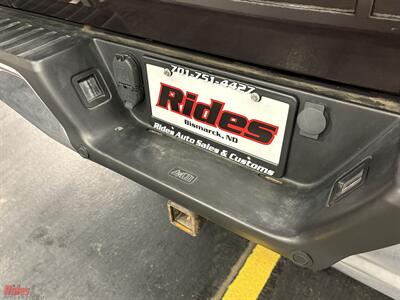 701-751-4427
Rides
Bismarck, ND
Rides Auto Sales & Customs
Rides